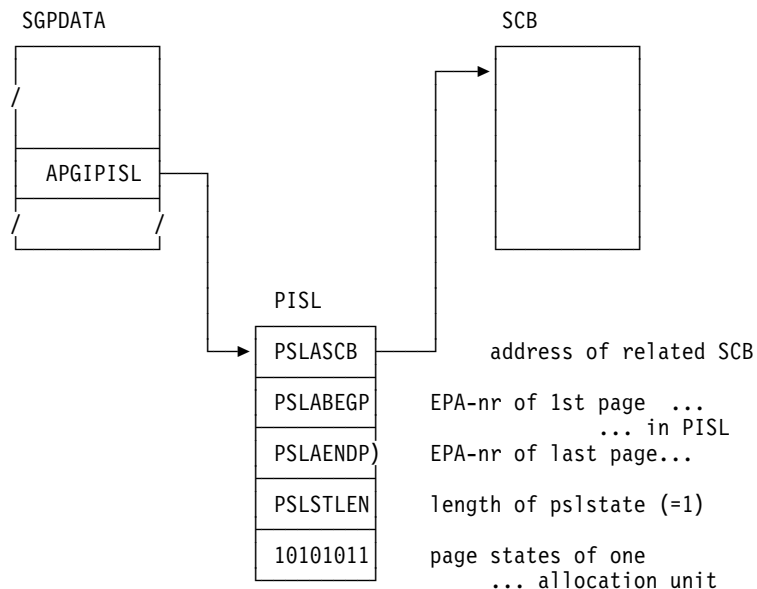 SGPDATA SCB
/
APGIPISL
/ /
PISL
PSLASCB address of related SCB
PSLABEGP EPA-nr of 1st page ...
... in PISL
PSLAENDP) EPA-nr of last page...
PSLSTLEN length of pslstate (=1)
10101011 page states of one
... allocation unit